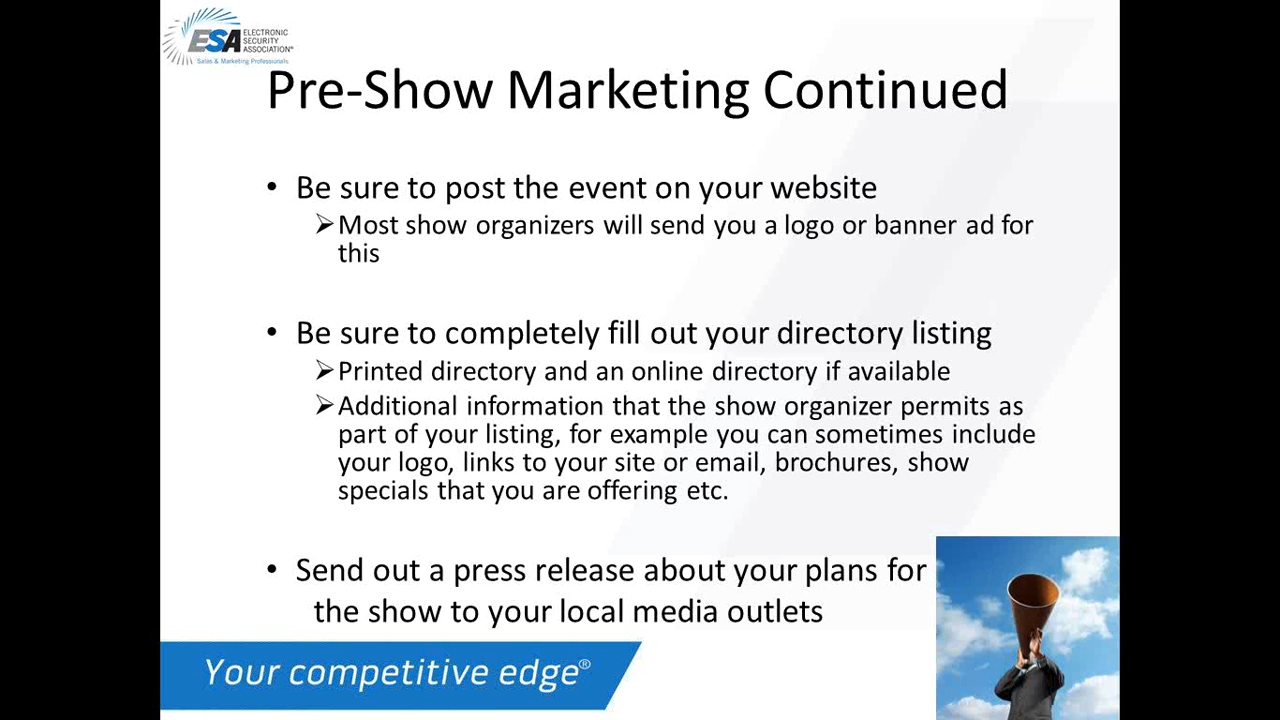 ESA ELECTRONIC
SECURITY
ASSOCIATION®
Sales & Marketing Professionals
Pre-Show Marketing Continued
• Be sure to post the event on your website
➢Most show organizers will send you a logo or banner ad for
this
• Be sure to completely fill out your directory listing
➢Printed directory and an online directory if available
➢Additional information that the show organizer permits as
part of your listing, for example you can sometimes include
your logo, links to your site or email, brochures, show
specials that you are offering etc.
• Send out a press release about your plans for
the show to your local media outlets
Your competitive edge®